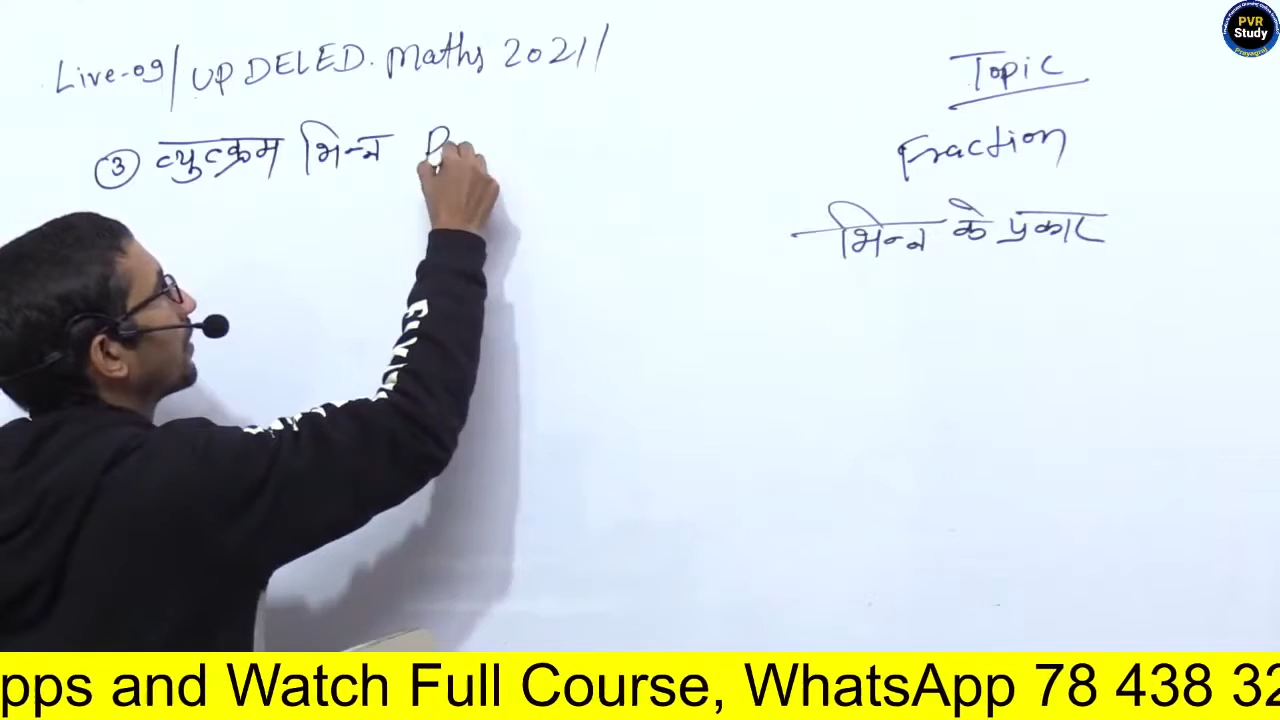 Live-09/ UP DELED. Maths 2021/
③ व्युत्क्रम भिन्न
Topic
Fraction
भिन्न के प्रकार
PVR
Study
Prayagraj
pps and Watch Full Course, WhatsApp 78 438 32